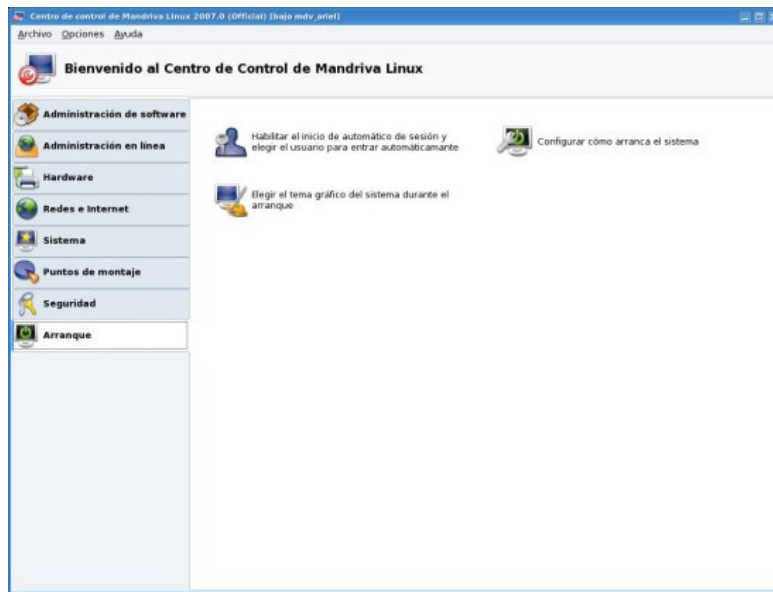 Centro de control de Mandriva Linux 2007.0 (Official) [bajo mdv_ariel]
Archivo Opciones Ayuda
Bienvenido al Centro de Control de Mandriva Linux
Administración de software
Administración en línea
Hardware
Redes e Internet
Sistema
Puntos de montaje
Seguridad
Arranque
Habilitar el inicio de automático de sesión y
elegir el usuario para entrar automáticamante
Configurar cómo arranca el sistema
Elegir el tema gráfico del sistema durante el
arranque